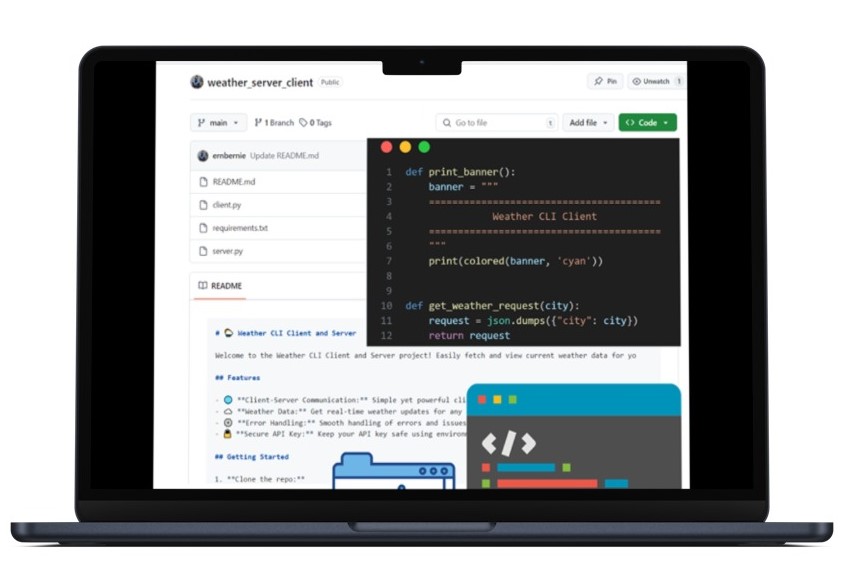 weather_server_client Public
Pin
Unwatch 1
main
1 Branch
0 Tags
Go to file
t
Add file
Code
ernbernie Update README.md
README.md
client.py
requirements.txt
server.py
README
# Weather CLI Client and Server
Welcome to the Weather CLI Client and Server project! Easily fetch and view current weather data for yo
## Features
- **Client-Server Communication:** Simple yet powerful cli
- **Weather Data:** Get real-time weather updates for any
- **Error Handling:** Smooth handling of errors and issues
- **Secure API Key:** Keep your API key safe using environ
## Getting Started
1. **Clone the repo:**
1 def print_banner():
2 banner = """
3 ========================================
4 Weather CLI Client
5 ========================================
6 """
7 print(colored(banner, 'cyan'))
8
9
10 def get_weather_request(city):
11 request = json.dumps({"city": city})
12 return request
</>